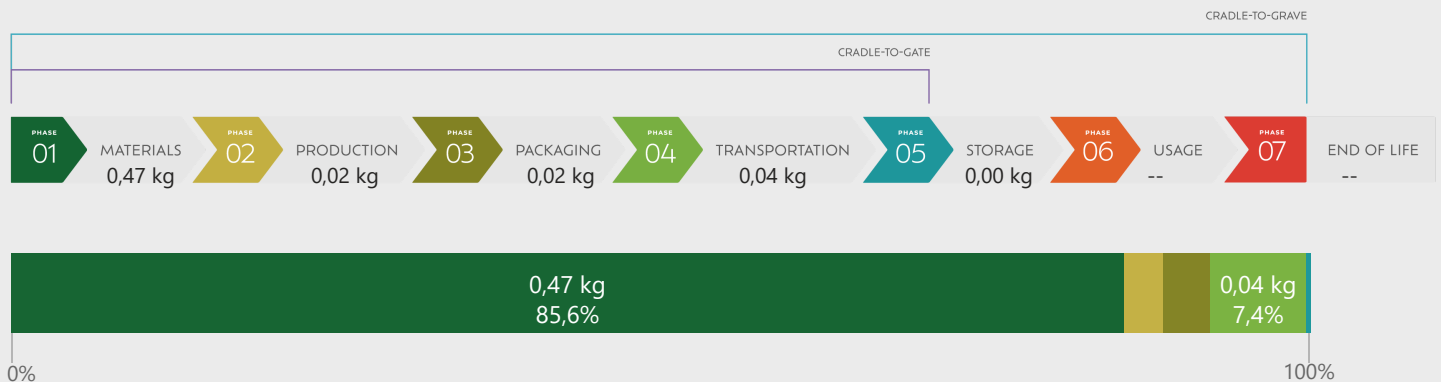 CRADLE-TO-GRAVE
CRADLE-TO-GATE
PHASE
01
MATERIALS
0,47 kg
PHASE
02
PRODUCTION
0,02 kg
PHASE
03
PACKAGING
0,02 kg
PHASE
04
TRANSPORTATION
0,04 kg
PHASE
05
STORAGE
0,00 kg
PHASE
06
USAGE
--
PHASE
07
END OF LIFE
--
0,47 kg
85,6%
0,04 kg
7,4%
0%
100%